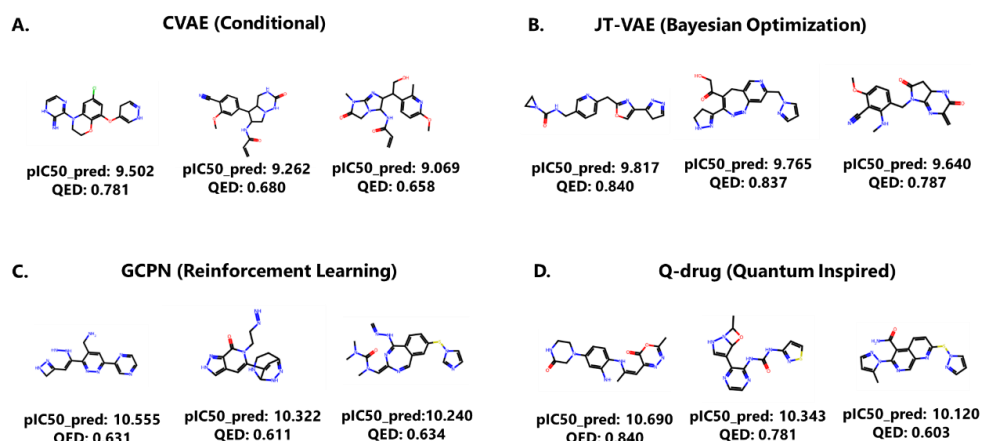 A. CVAE (Conditional)
pIC50_pred: 9.502
QED: 0.781
pIC50_pred: 9.262
QED: 0.680
pIC50_pred: 9.069
QED: 0.658
B. JT-VAE (Bayesian Optimization)
pIC50_pred: 9.817
QED: 0.840
pIC50_pred: 9.765
QED: 0.837
pIC50_pred: 9.640
QED: 0.787
C. GCPN (Reinforcement Learning)
pIC50_pred: 10.555
QED: 0.631
pIC50_pred: 10.322
QED: 0.611
pIC50_pred:10.240
QED: 0.634
D. Q-drug (Quantum Inspired)
pIC50_pred: 10.690
QED: 0.840
pIC50_pred: 10.343
QED: 0.781
pIC50_pred: 10.120
QED: 0.603